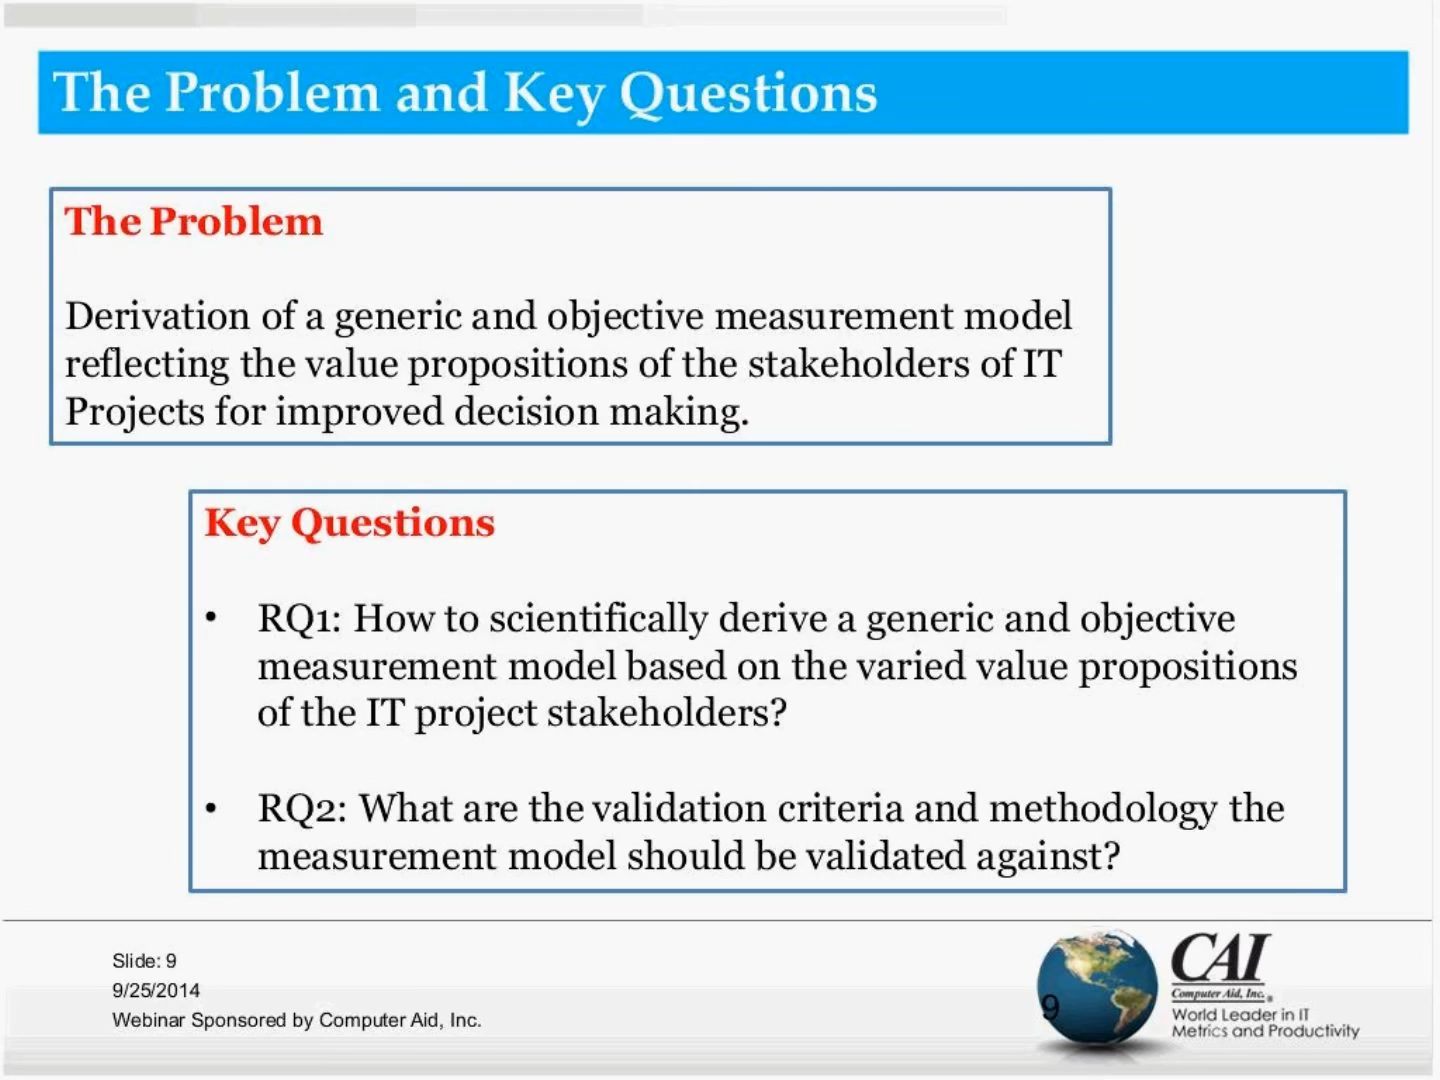 The Problem and Key Questions
The Problem
Derivation of a generic and objective measurement model
reflecting the value propositions of the stakeholders of IT
Projects for improved decision making.
Key Questions
• RQ1: How to scientifically derive a generic and objective
measurement model based on the varied value propositions
of the IT project stakeholders?
• RQ2: What are the validation criteria and methodology the
measurement model should be validated against?
Slide: 9
9/25/2014
Webinar Sponsored by Computer Aid, Inc.
9
CAI
Computer Aid, Inc.®
World Leader in IT
Metrics and Productivity